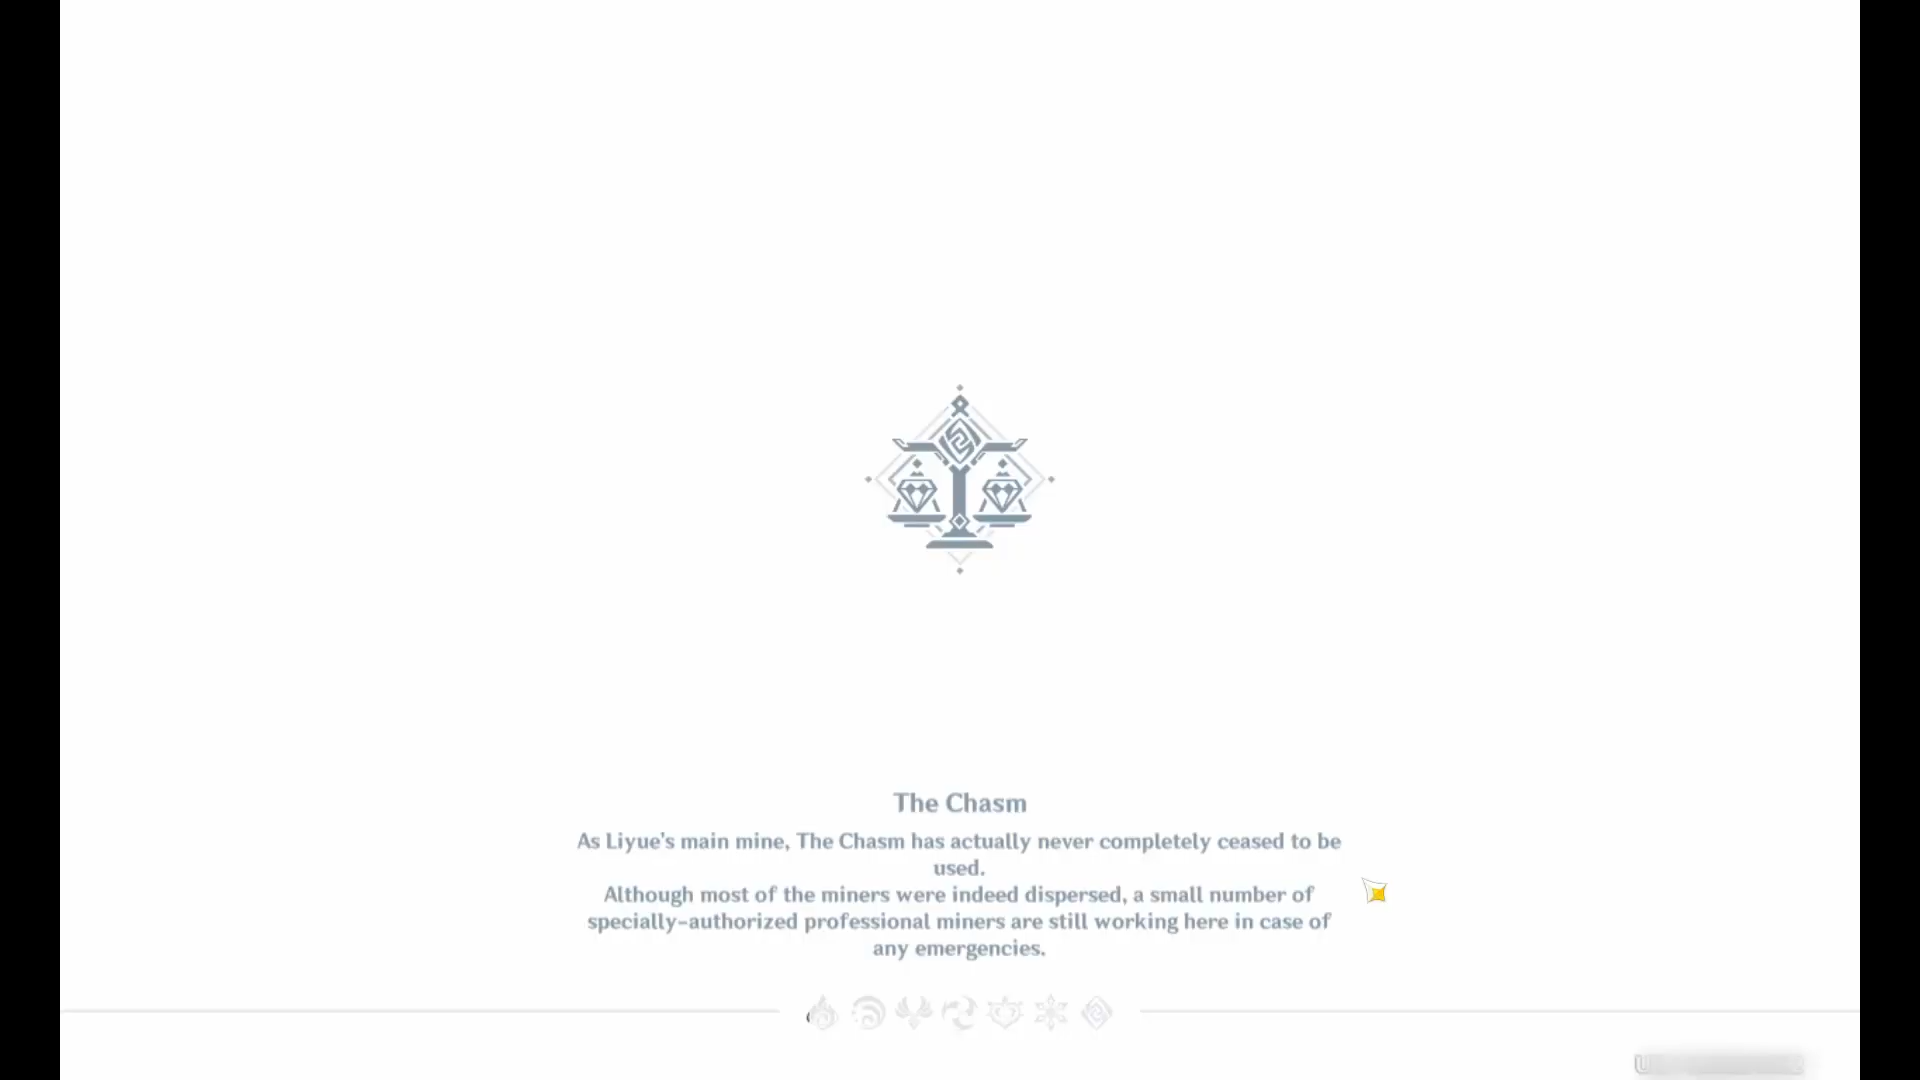 The Chasm
As Liyue's main mine, The Chasm has actually never completely ceased to be
used.
Although most of the miners were indeed dispersed, a small number of
specially-authorized professional miners are still working here in case of
any emergencies.